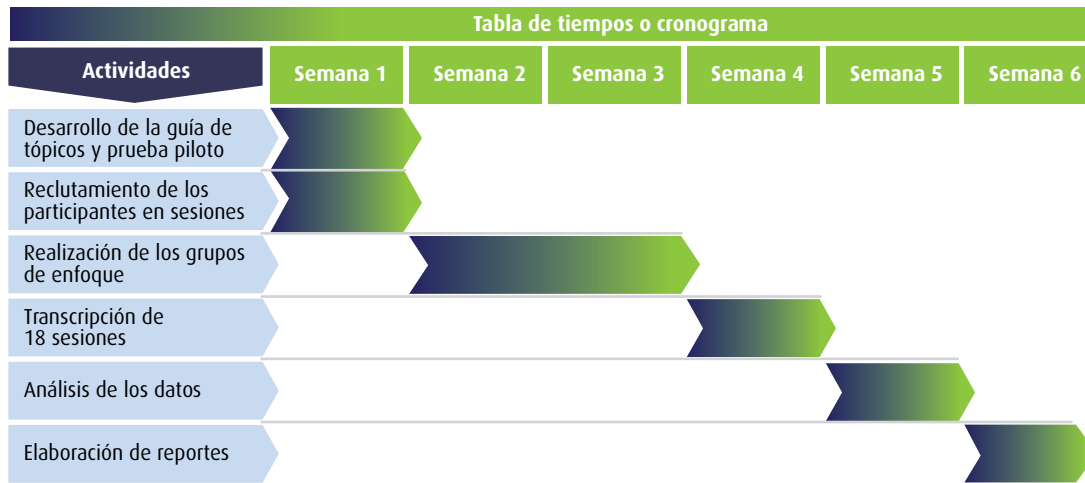 Tabla de tiempos o cronograma
Actividades
Semana 1
Semana 2
Semana 3
Semana 4
Semana 5
Semana 6
Desarrollo de la guía de
tópicos y prueba piloto
Reclutamiento de los
participantes en sesiones
Realización de los grupos
de enfoque
Transcripción de
18 sesiones
Análisis de los datos
Elaboración de reportes